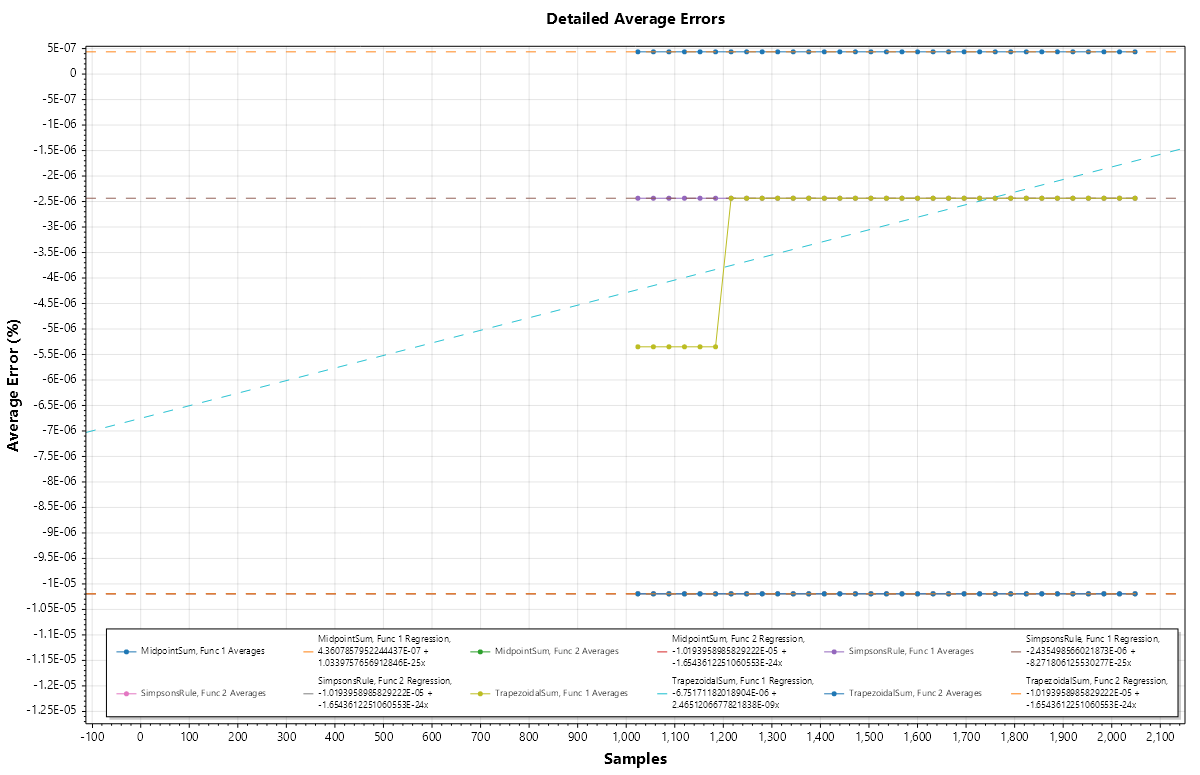 Detailed Average Errors
5E-07
0
-5E-07
-1E-06
-1.5E-06
-2E-06
-2.5E-06
-3E-06
-3.5E-06
-4E-06
-4.5E-06
-5E-06
-5.5E-06
-6E-06
-6.5E-06
-7E-06
-7.5E-06
-8E-06
-8.5E-06
-9E-06
-9.5E-06
-1E-05
-1.05E-05
-1.1E-05
-1.15E-05
-1.2E-05
-1.25E-05
Average Error (%)
MidpointSum, Func 1 Averages
MidpointSum, Func 1 Regression,
4.3607857952244437E-07 +
1.033975765691284​6E-25x
MidpointSum, Func 2 Averages
MidpointSum, Func 2 Regression,
-1.0193958985829222E-05 +
-1.6543612251060553E-24x
SimpsonsRule, Func 1 Averages
SimpsonsRule, Func 1 Regression,
-2.4354985660218​73E-06 +
-8.2718061255302​77E-25x
SimpsonsRule, Func 2 Averages
SimpsonsRule, Func 2 Regression,
-1.0193958985829222E-05 +
-1.6543612251060553E-24x
TrapezoidalSum, Func 1 Averages
TrapezoidalSum, Func 1 Regression,
-6.75171182018904E-06 +
2.4651206677821838E-09x
TrapezoidalSum, Func 2 Averages
TrapezoidalSum, Func 2 Regression,
-1.0193958985829222E-05 +
-1.6543612251060553E-24x
-100 0 100 200 300 400 500 600 700 800 900 1,000 1,100 1,200 1,300 1,400 1,500 1,600 1,700 1,800 1,900 2,000 2,100
Samples